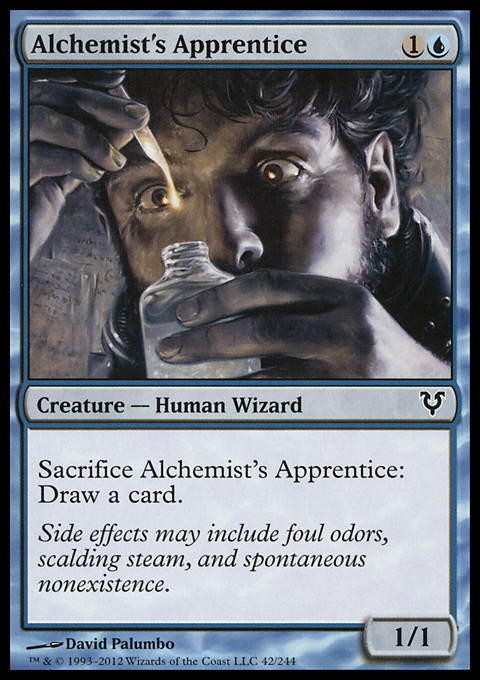 Alchemist's Apprentice 1
Creature — Human Wizard
Sacrifice Alchemist's Apprentice:
Draw a card.
Side effects may include foul odors,
scalding steam, and spontaneous
nonexistence.
1/1
David Palumbo
™ & © 1993–2012 Wizards of the Coast LLC 42/244